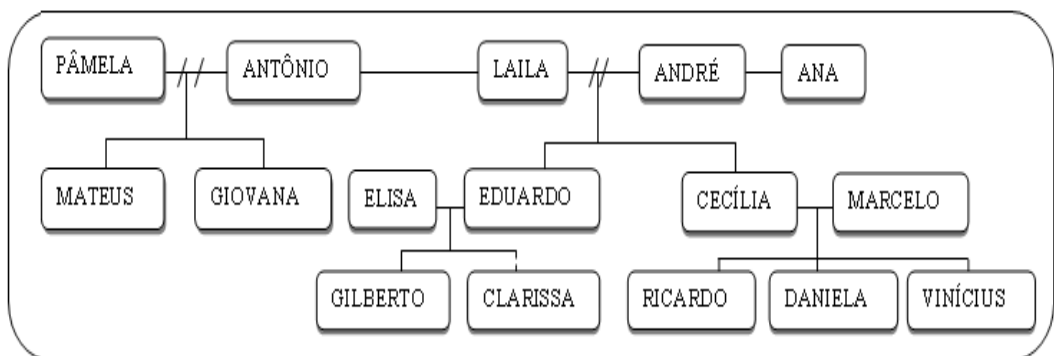 PÂMELA
ANTÔNIO
LAILA
ANDRÉ
ANA
MATEUS
GIOVANA
ELISA
EDUARDO
CECÍLIA
MARCELO
GILBERTO
CLARISSA
RICARDO
DANIELA
VINÍCIUS